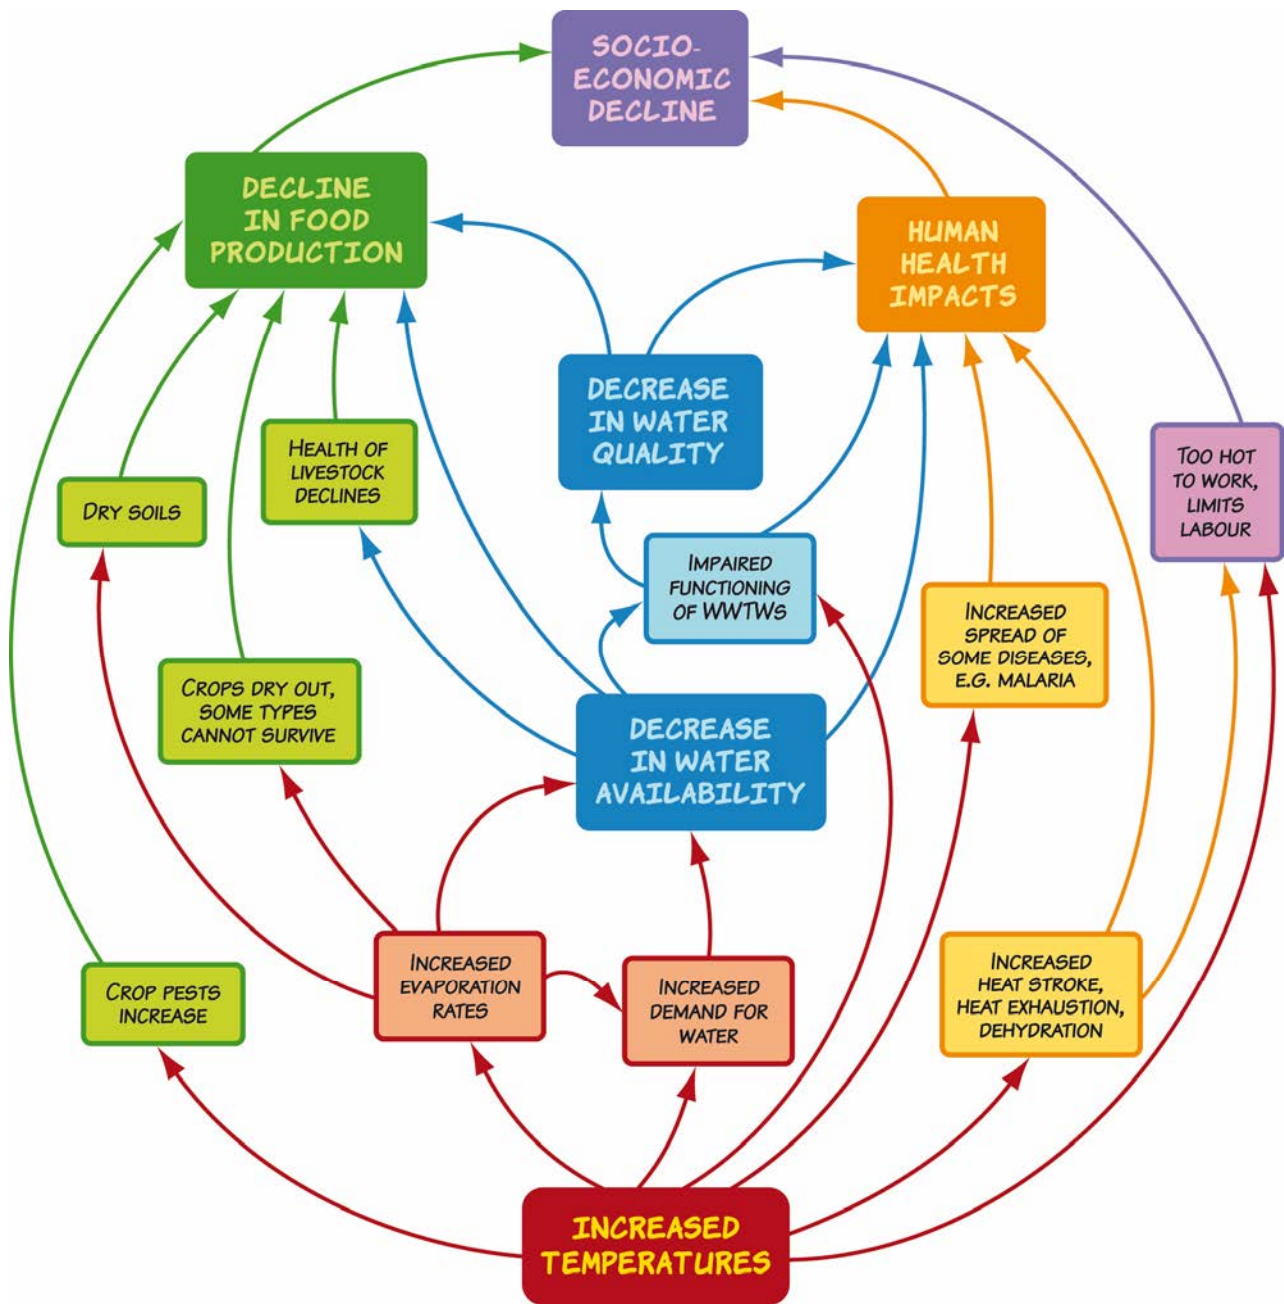 SOCIO-
ECONOMIC
DECLINE
DECLINE
IN FOOD
PRODUCTION
HUMAN
HEALTH
IMPACTS
DECREASE
IN WATER
QUALITY
HEALTH OF
LIVESTOCK
DECLINES
TOO HOT
TO WORK,
LIMITS
LABOUR
DRY SOILS
IMPAIRED
FUNCTIONING
OF WWTWS
INCREASED
SPREAD OF
SOME DISEASES,
E.G. MALARIA
CROPS DRY OUT,
SOME TYPES
CANNOT SURVIVE
DECREASE
IN WATER
AVAILABILITY
CROP PESTS
INCREASE
INCREASED
EVAPORATION
RATES
INCREASED
DEMAND FOR
WATER
INCREASED
HEAT STROKE,
HEAT EXHAUSTION,
DEHYDRATION
INCREASED
TEMPERATURES